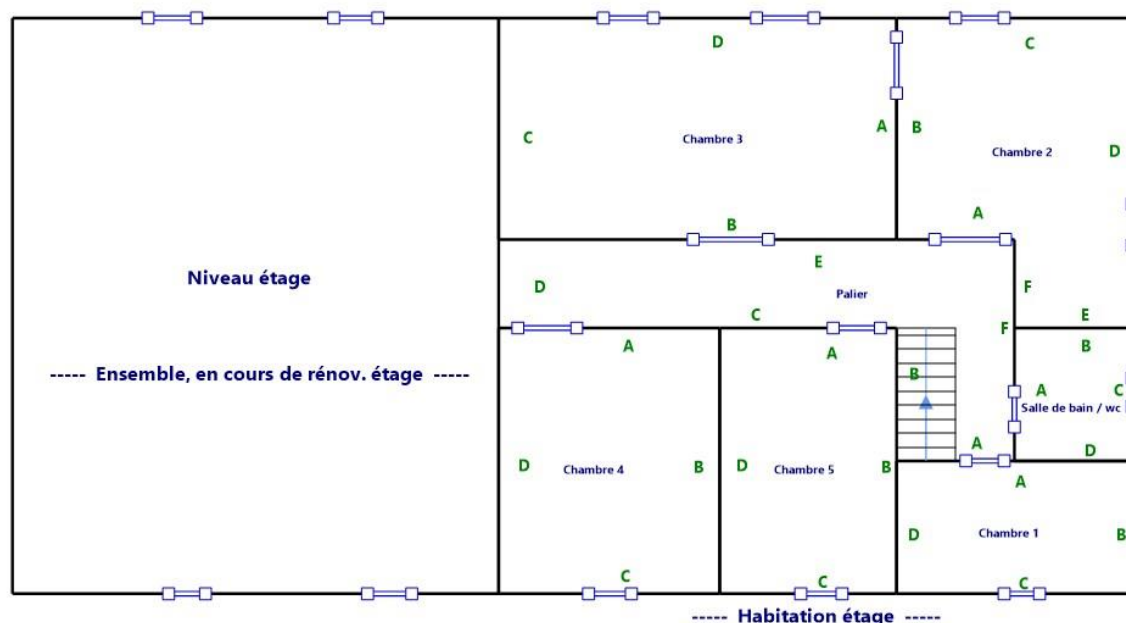 D
C
C
Chambre 3
A
B
Chambre 2
D
B
A
E
Niveau étage
D
Palier
F
C
F
E
A
A
B
B
----- Ensemble, en cours de rénov. étage -----
A
C
Salle de bain / wc
A
D
D
Chambre 4
B
D
Chambre 5
B
A
D
Chambre 1
B
C
C
C
----- Habitation étage -----